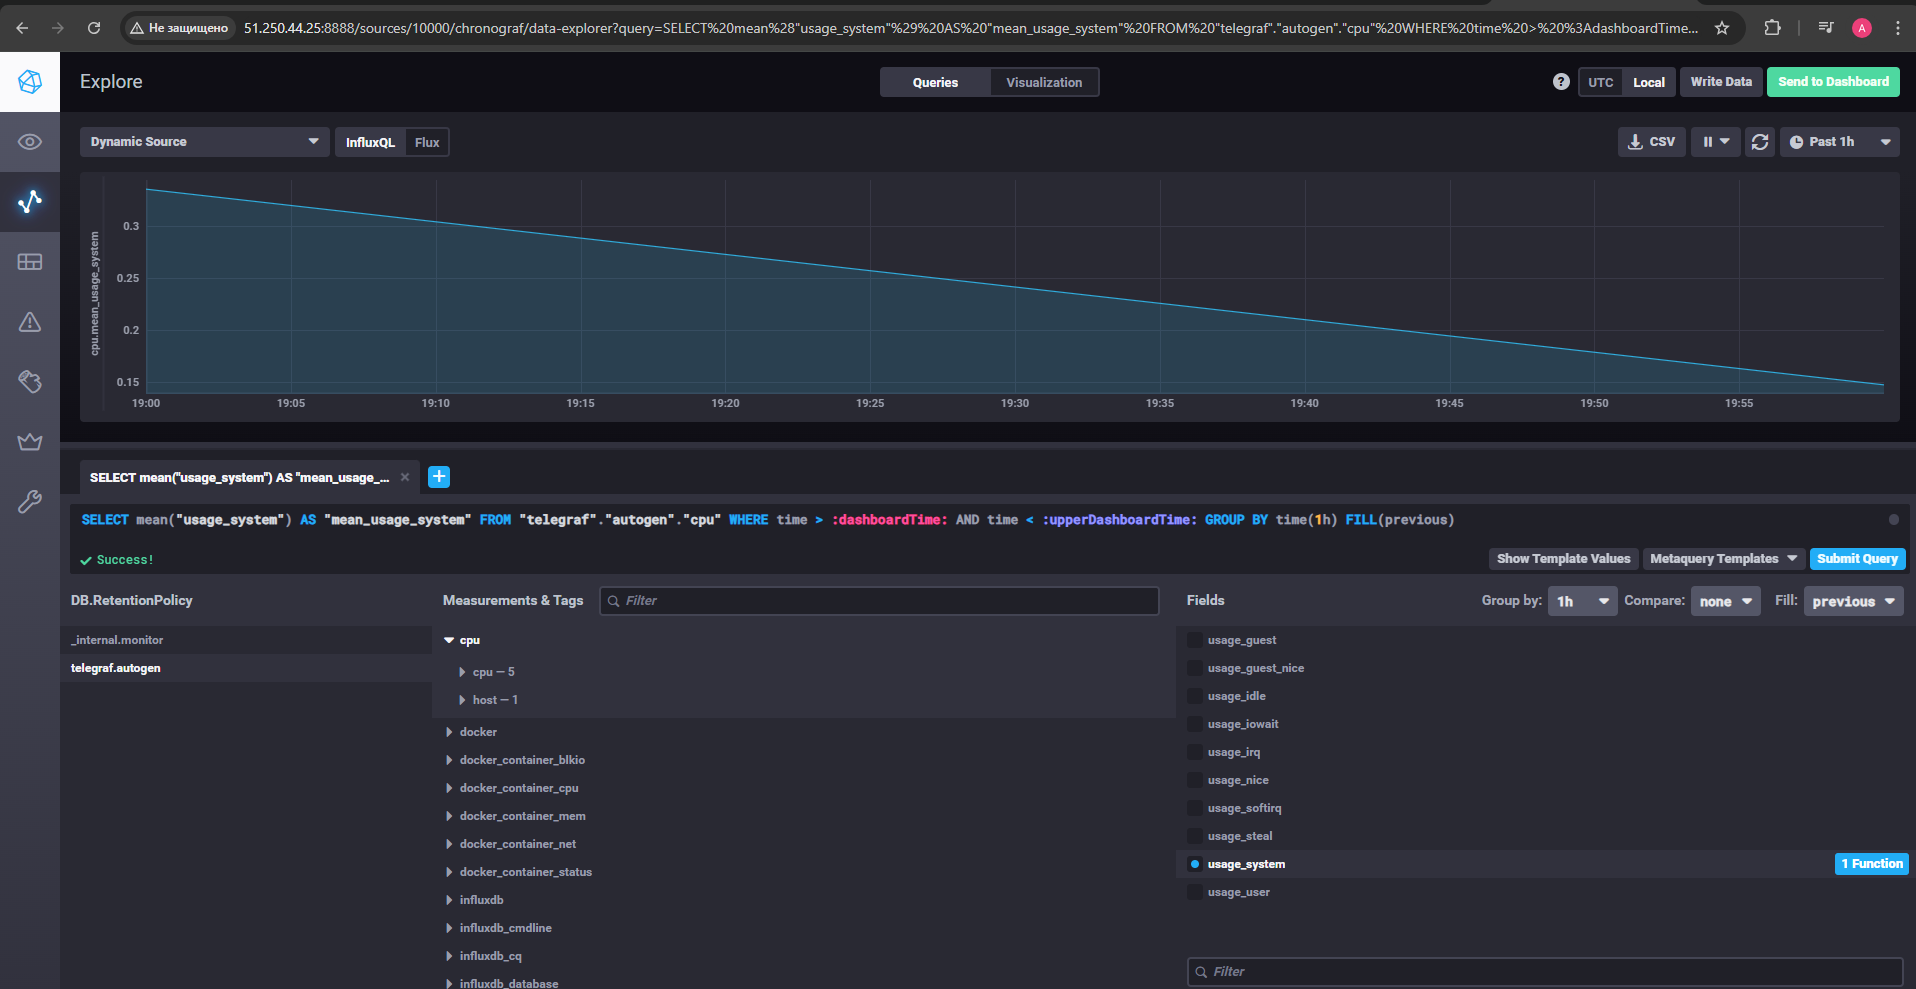 Не защищено
51.250.44.25:8888/sources/10000/chronograf/data-explorer?query=SELECT%20mean%28"usage_system"%29%20AS%20"mean_usage_system"%20FROM%20"telegraf"."autogen"."cpu"%20WHERE%20time%20>%20%3AdashboardTime...
A
Explore
Queries
Visualization
?
UTC
Local
Write Data
Send to Dashboard
Dynamic Source
InfluxQL
Flux
CSV
Past 1h
cpu.mean_usage_system
0.3
0.25
0.2
0.15
19:00
19:05
19:10
19:15
19:20
19:25
19:30
19:35
19:40
19:45
19:50
19:55
SELECT mean("usage_system") AS "mean_usage_...
SELECT mean("usage_system") AS "mean_usage_system" FROM "telegraf"."autogen"."cpu" WHERE time > :dashboardTime: AND time < :upperDashboardTime: GROUP BY time(1h) FILL(previous)
Success!
Show Template Values
Metaquery Templates
Submit Query
DB.RetentionPolicy
_internal.monitor
telegraf.autogen
Measurements & Tags
Filter
cpu
cpu — 5
host — 1
docker
docker_container_blkio
docker_container_cpu
docker_container_mem
docker_container_net
docker_container_status
influxdb
influxdb_cmdline
influxdb_cq
influxdb_database
Fields
Group by:
1h
Compare:
none
Fill:
previous
usage_guest
usage_guest_nice
usage_idle
usage_iowait
usage_irq
usage_nice
usage_softirq
usage_steal
usage_system
1 Function
usage_user
Filter